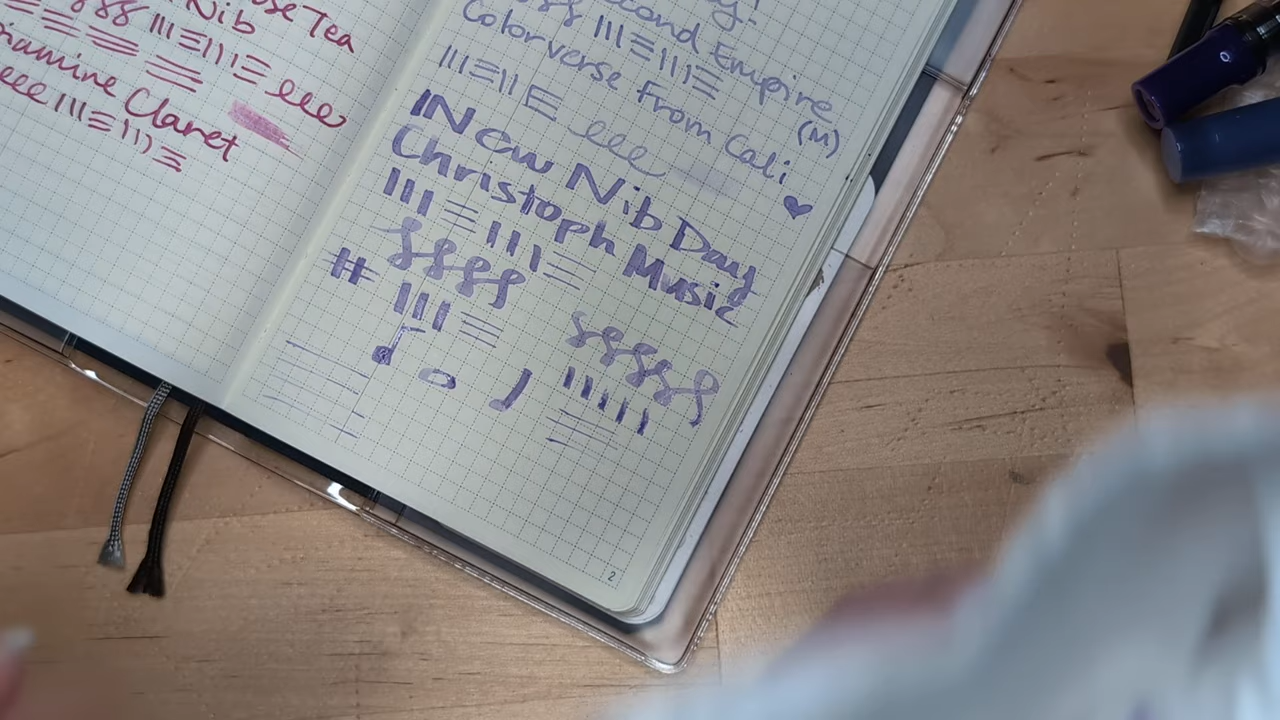 Tea
Nib
Claret
Second Empire
(M)
Colorverse From Cali ♥
New Nib Day
Christoph Music
2